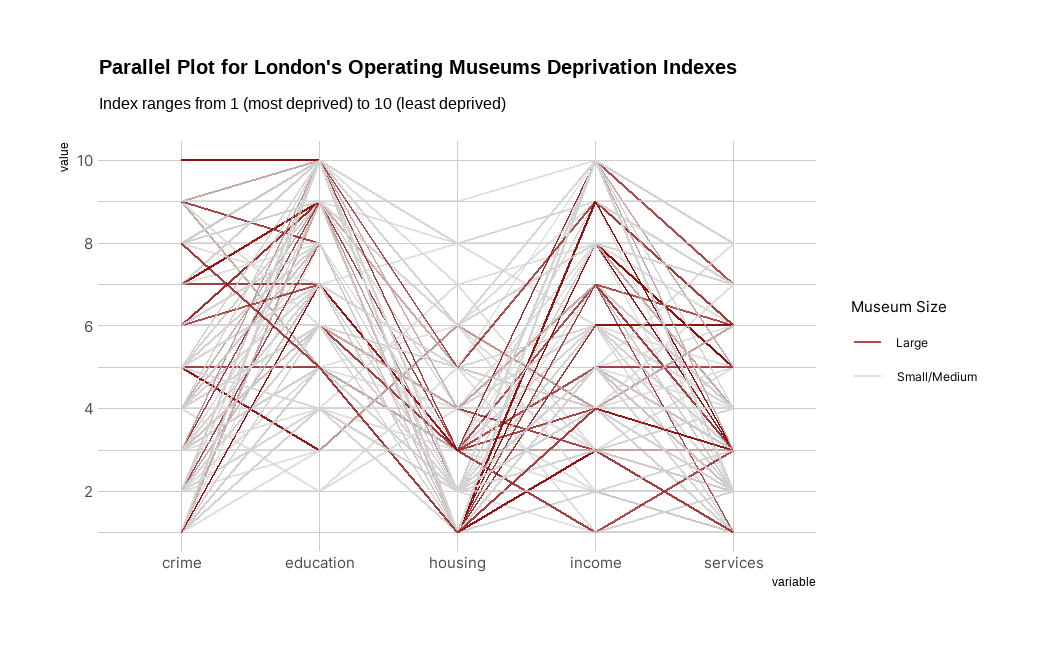 Parallel Plot for London's Operating Museums Deprivation Indexes
Index ranges from 1 (most deprived) to 10 (least deprived)
value
10
8
6
4
2
crime education housing income services
variable
Museum Size
Large
Small/Medium